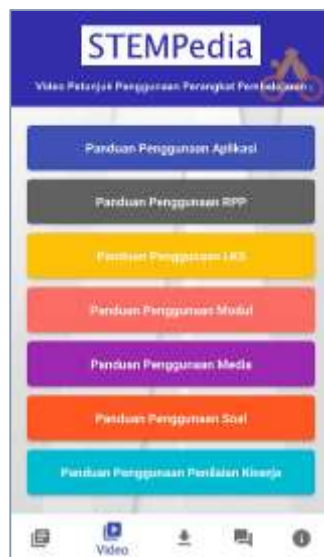 STEMPedia
Video Petunjuk Penggunaan Perangkat Pembelajaran
Panduan Penggunaan Aplikasi
Panduan Penggunaan RPP
Panduan Penggunaan LKS
Panduan Penggunaan Modul
Panduan Penggunaan Media
Panduan Penggunaan Soal
Panduan Penggunaan Penilaian Kinerja
Video